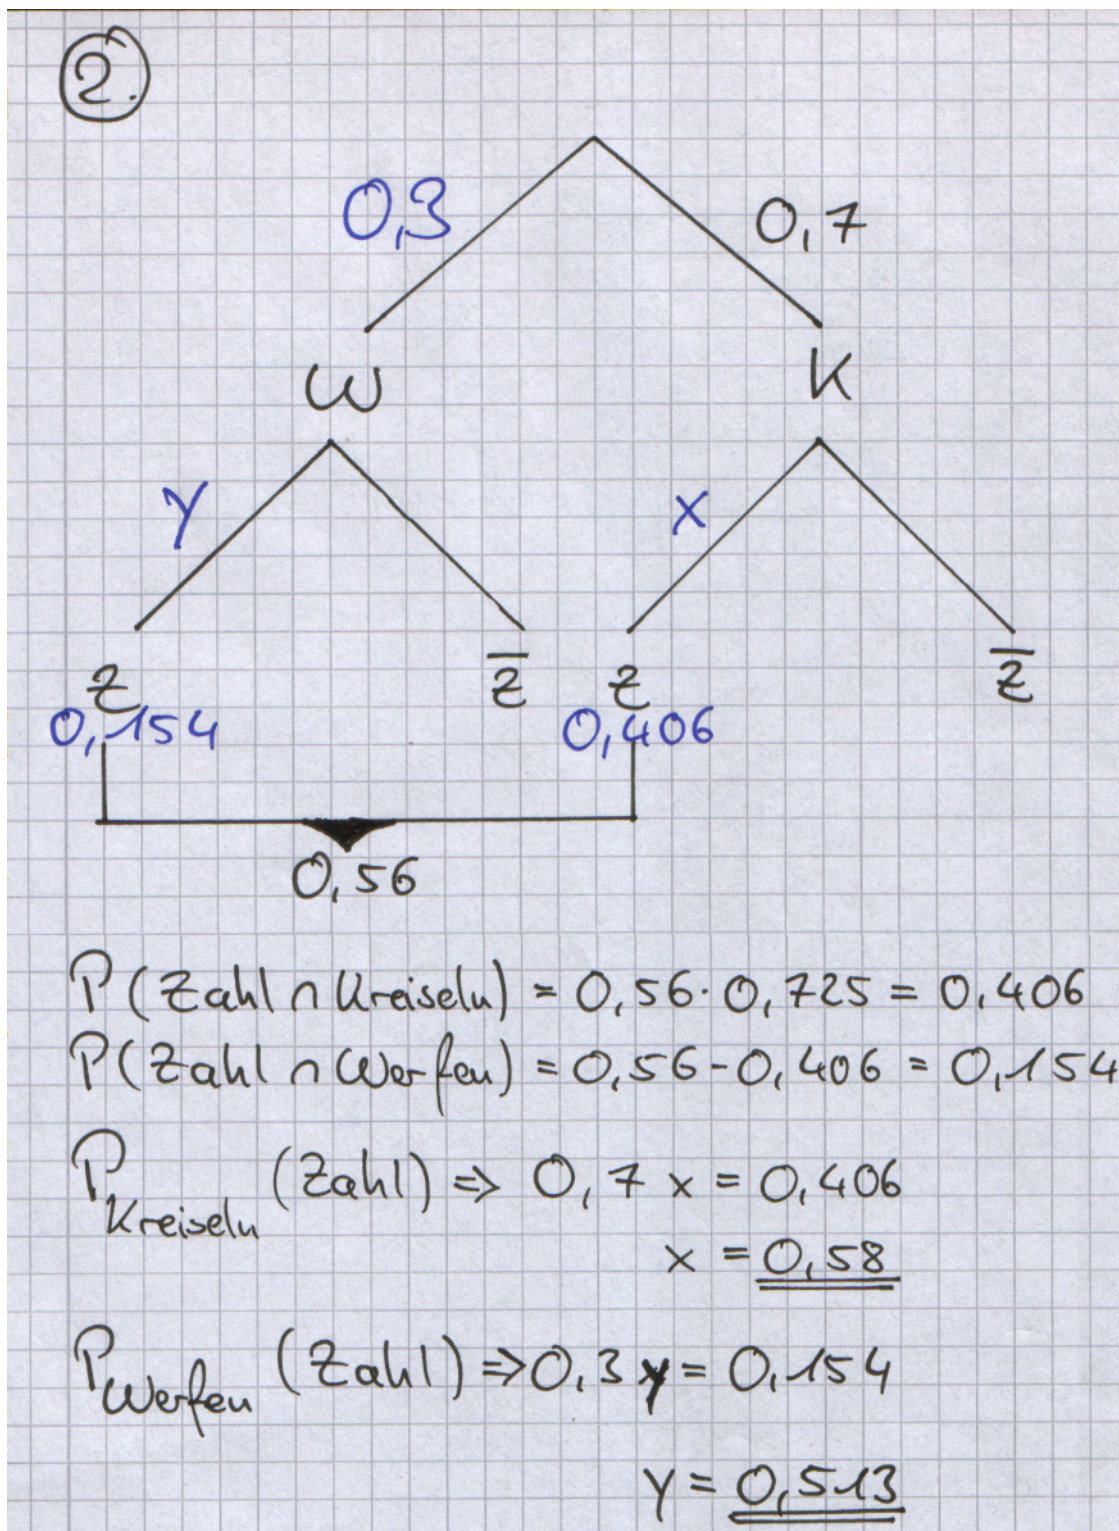 2.
0,3 0,7
W K
y x
Z Z̅ Z Z̅
0,154 0,406
0,56
P(Zahl ∩ Kreiseln) = 0,56 · 0,725 = 0,406
P(Zahl ∩ Werfen) = 0,56 - 0,406 = 0,154
P Kreiseln (Zahl) => 0,7 x = 0,406
x = 0,58
P Werfen (Zahl) => 0,3 y = 0,154
y = 0,513